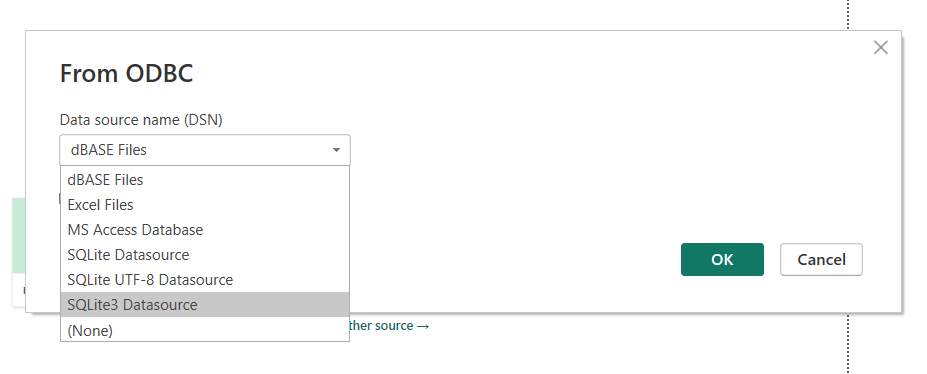 From ODBC
Data source name (DSN)
dBASE Files
dBASE Files
Excel Files
MS Access Database
SQLite Datasource
SQLite UTF-8 Datasource
OK
Cancel
SQLite3 Datasource
ther source →
(None)